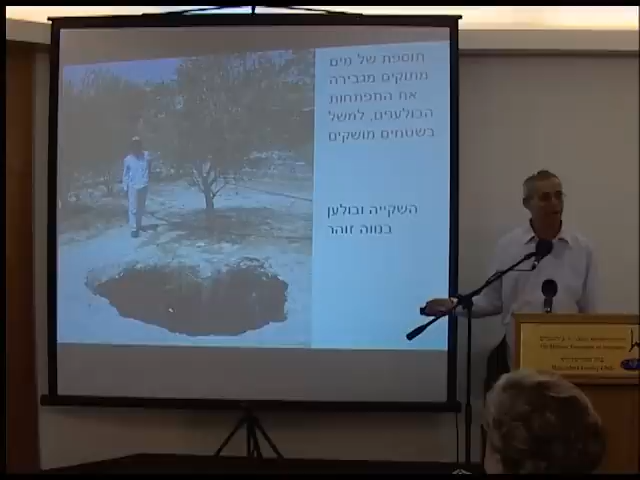 תוספת של מים
מתוקים מגבירה
את התפתחות
הבולענים, למשל
בשטחים מושקים
השקייה ובולען
בנווה זוהר